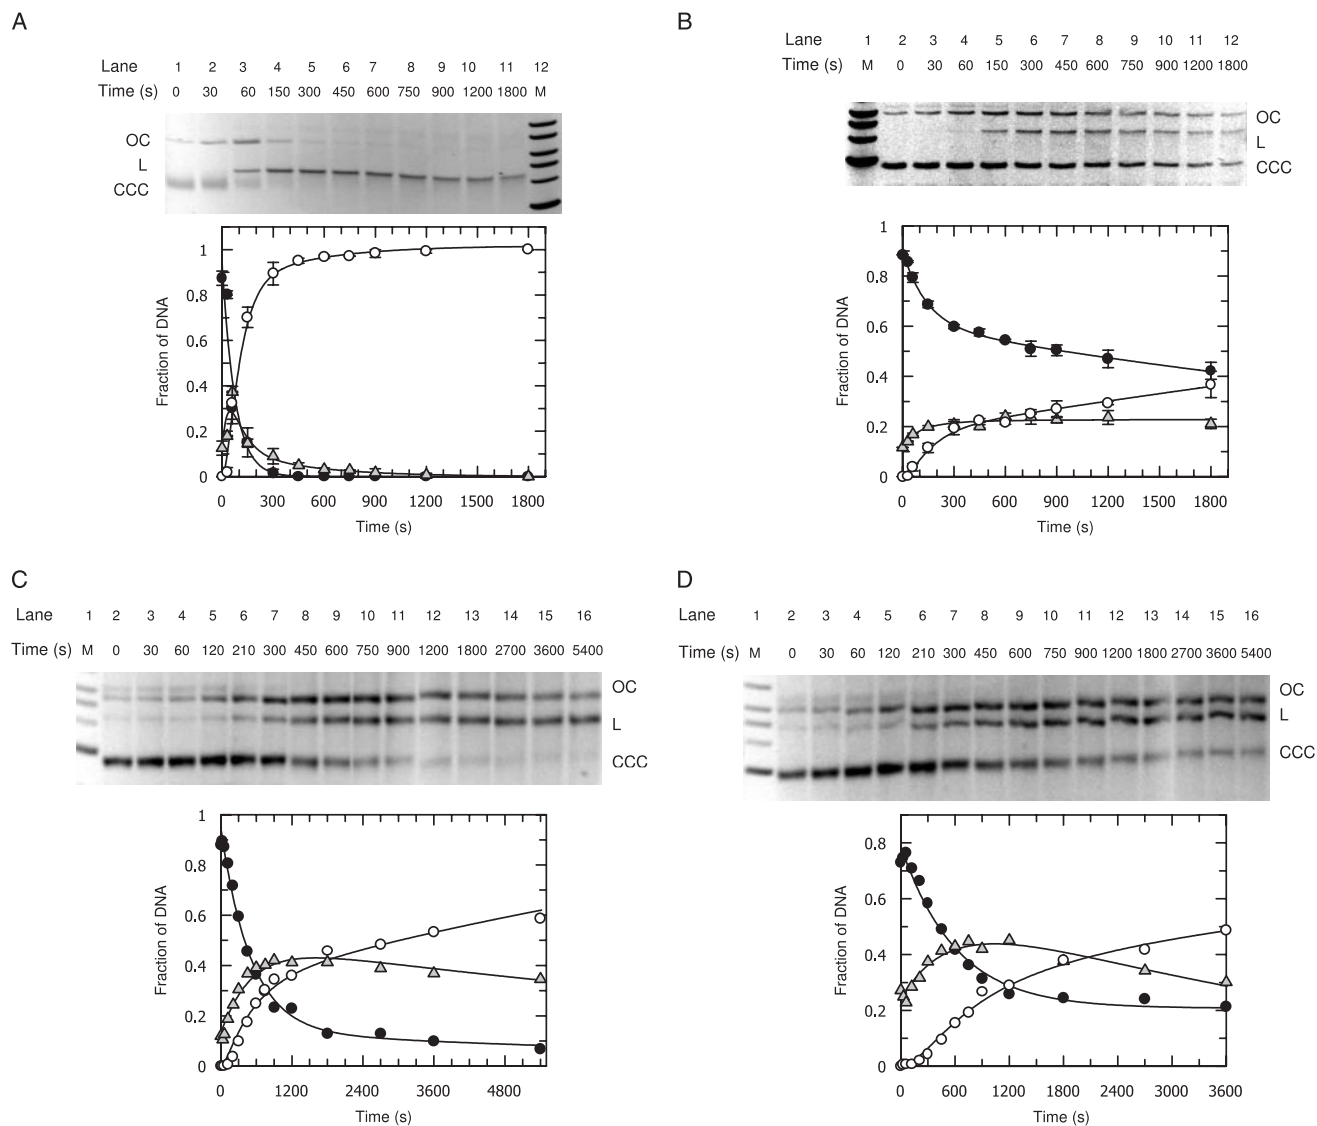 A
Lane 1 2 3 4 5 6 7 8 9 10 11 12
Time (s) 0 30 60 150 300 450 600 750 900 1200 1800 M
OC
L
CCC
1
0.8
0.6
0.4
0.2
0
Fraction of DNA
0 300 600 900 1200 1500 1800
Time (s)
B
Lane 1 2 3 4 5 6 7 8 9 10 11 12
Time (s) M 0 30 60 150 300 450 600 750 900 1200 1800
OC
L
CCC
1
0.8
0.6
0.4
0.2
0
Fraction of DNA
0 300 600 900 1200 1500 1800
Time (s)
C
Lane 1 2 3 4 5 6 7 8 9 10 11 12 13 14 15 16
Time (s) M 0 30 60 120 210 300 450 600 750 900 1200 1800 2700 3600 5400
OC
L
CCC
1
0.8
0.6
0.4
0.2
0
Fraction of DNA
0 1200 2400 3600 4800
Time (s)
D
Lane 1 2 3 4 5 6 7 8 9 10 11 12 13 14 15 16
Time (s) M 0 30 60 120 210 300 450 600 750 900 1200 1800 2700 3600 5400
OC
L
CCC
0.8
0.6
0.4
0.2
0
Fraction of DNA
0 600 1200 1800 2400 3000 3600
Time (s)